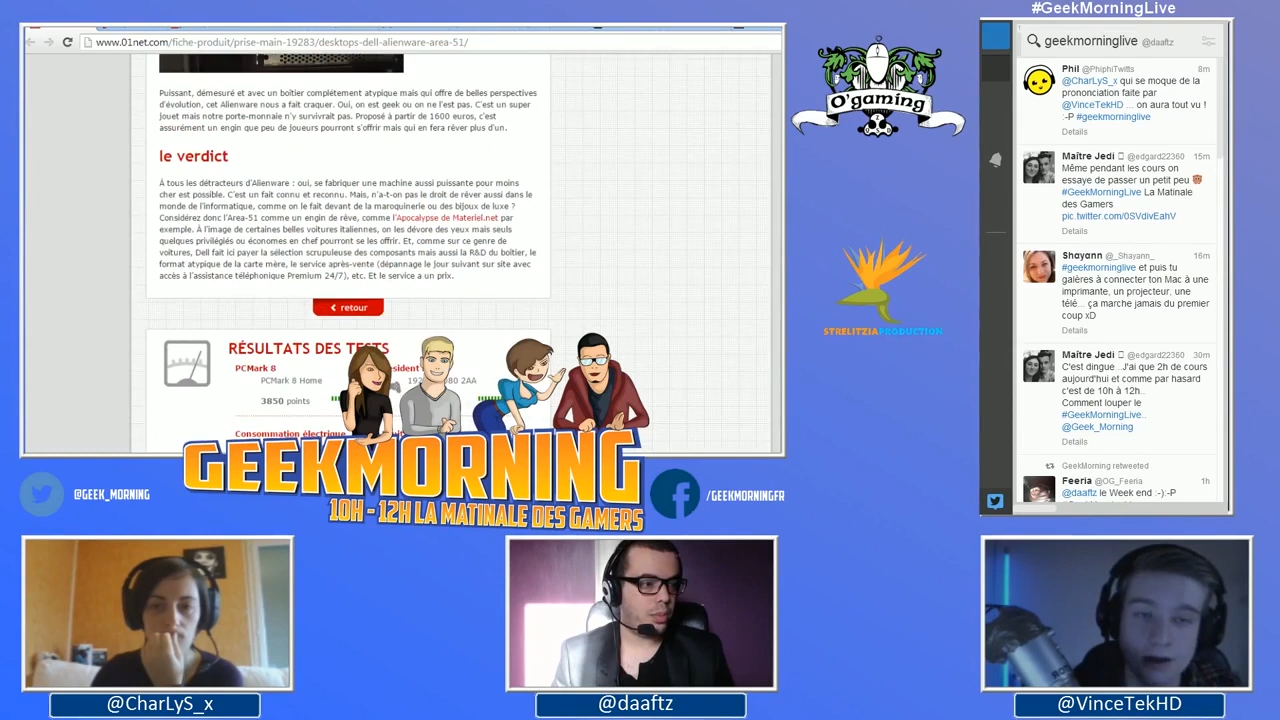 #GeekMorningLive
www.01net.com/fiche-produit/prise-main-19283/desktops-dell-alienware-area-51/
Puissant, démesuré et avec un boîtier complétement atypique mais qui offre de belles perspectives
d'évolution, cet Alienware nous a fait craquer. Oui, on est geek ou on ne l'est pas. C'est un super
jouet mais notre porte-monnaie n'y survivrait pas. Proposé à partir de 1600 euros, c'est
assurément un engin que peu de joueurs pourront s'offrir mais qui en fera rêver plus d'un.
le verdict
À tous les détracteurs d'Alienware : oui, se fabriquer une machine aussi puissante pour moins
cher est possible. C'est un fait connu et reconnu. Mais, n'a-t-on pas le droit de rêver aussi dans le
monde de l'informatique, comme on le fait devant de la maroquinerie ou des bijoux de luxe ?
Considérez donc l'Area-51 comme un engin de rêve, comme l'Apocalypse de Materiel.net par
exemple. À l'image de certaines belles voitures italiennes, on les dévore des yeux mais seuls
quelques privilégiés ou économes en chef pourront se les offrir. Et, comme sur ce genre de
voitures, Dell fait ici payer la sélection scrupuleuse des composants mais aussi la R&D du boîtier, le
format atypique de la carte mère, le service après-vente (dépannage le jour suivant sur site avec
accès à l'assistance téléphonique Premium 24/7), etc. Et le service a un prix.
retour
RÉSULTATS DES TESTS
PCMark 8
PCMark 8 Home
3850 points
Consommation électrique
GEEKMORNING
10H - 12H LA MATINALE DES GAMERS
@GEEK_MORNING
/GEEKMORNINGFR
O'gaming
STRELITZIAPRODUCTION
geekmorninglive @daaftz
Phil @PhiphiTwitts 8m
@CharLyS_x qui se moque de la
prononciation faite par
@VinceTekHD ... on aura tout vu !
:-P #geekmorninglive
Details
Maître Jedi @edgard22360 15m
Même pendant les cours on
essaye de passer un petit peu
#GeekMorningLive La Matinale
des Gamers
pic.twitter.com/0SVdivEahV
Details
Shayann @_Shayann_ 16m
#geekmorninglive et puis tu
galères à connecter ton Mac à une
imprimante, un projecteur, une
télé... ça marche jamais du premier
coup xD
Details
Maître Jedi @edgard22360 30m
C'est dingue ..J'ai que 2h de cours
aujourd'hui et comme par hasard
c'est de 10h à 12h..
Comment louper le
#GeekMorningLive..
@Geek_Morning
Details
GeekMorning retweeted
Feeria @OG_Feeria 1h
@daaftz le Week end :-):-P
@CharLyS_x
@daaftz
@VinceTekHD